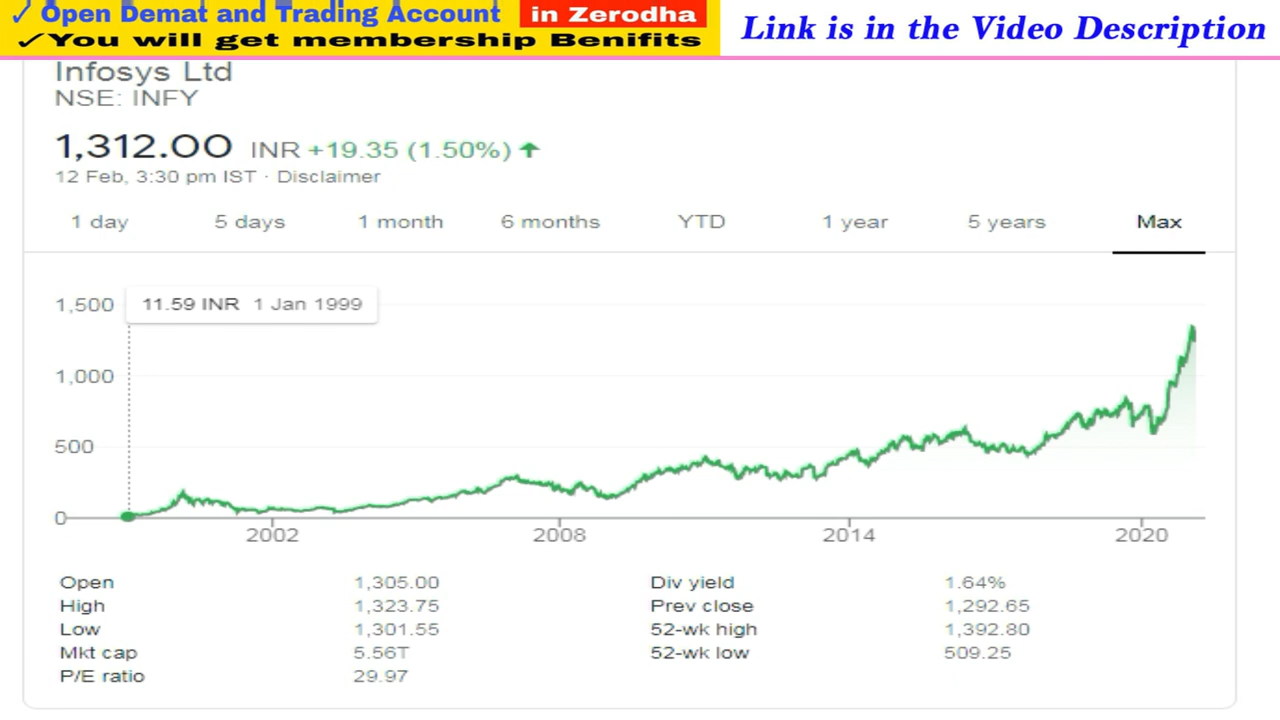 ✓ Open Demat and Trading Account in Zerodha
✓You will get membership Benifits
Link is in the Video Description
Infosys Ltd
NSE: INFY
1,312.00 INR +19.35 (1.50%) ↑
12 Feb, 3:30 pm IST · Disclaimer
1 day 5 days 1 month 6 months YTD 1 year 5 years Max
11.59 INR 1 Jan 1999
1,500
1,000
500
0
2002 2008 2014 2020
Open 1,305.00 Div yield 1.64%
High 1,323.75 Prev close 1,292.65
Low 1,301.55 52-wk high 1,392.80
Mkt cap 5.56T 52-wk low 509.25
P/E ratio 29.97